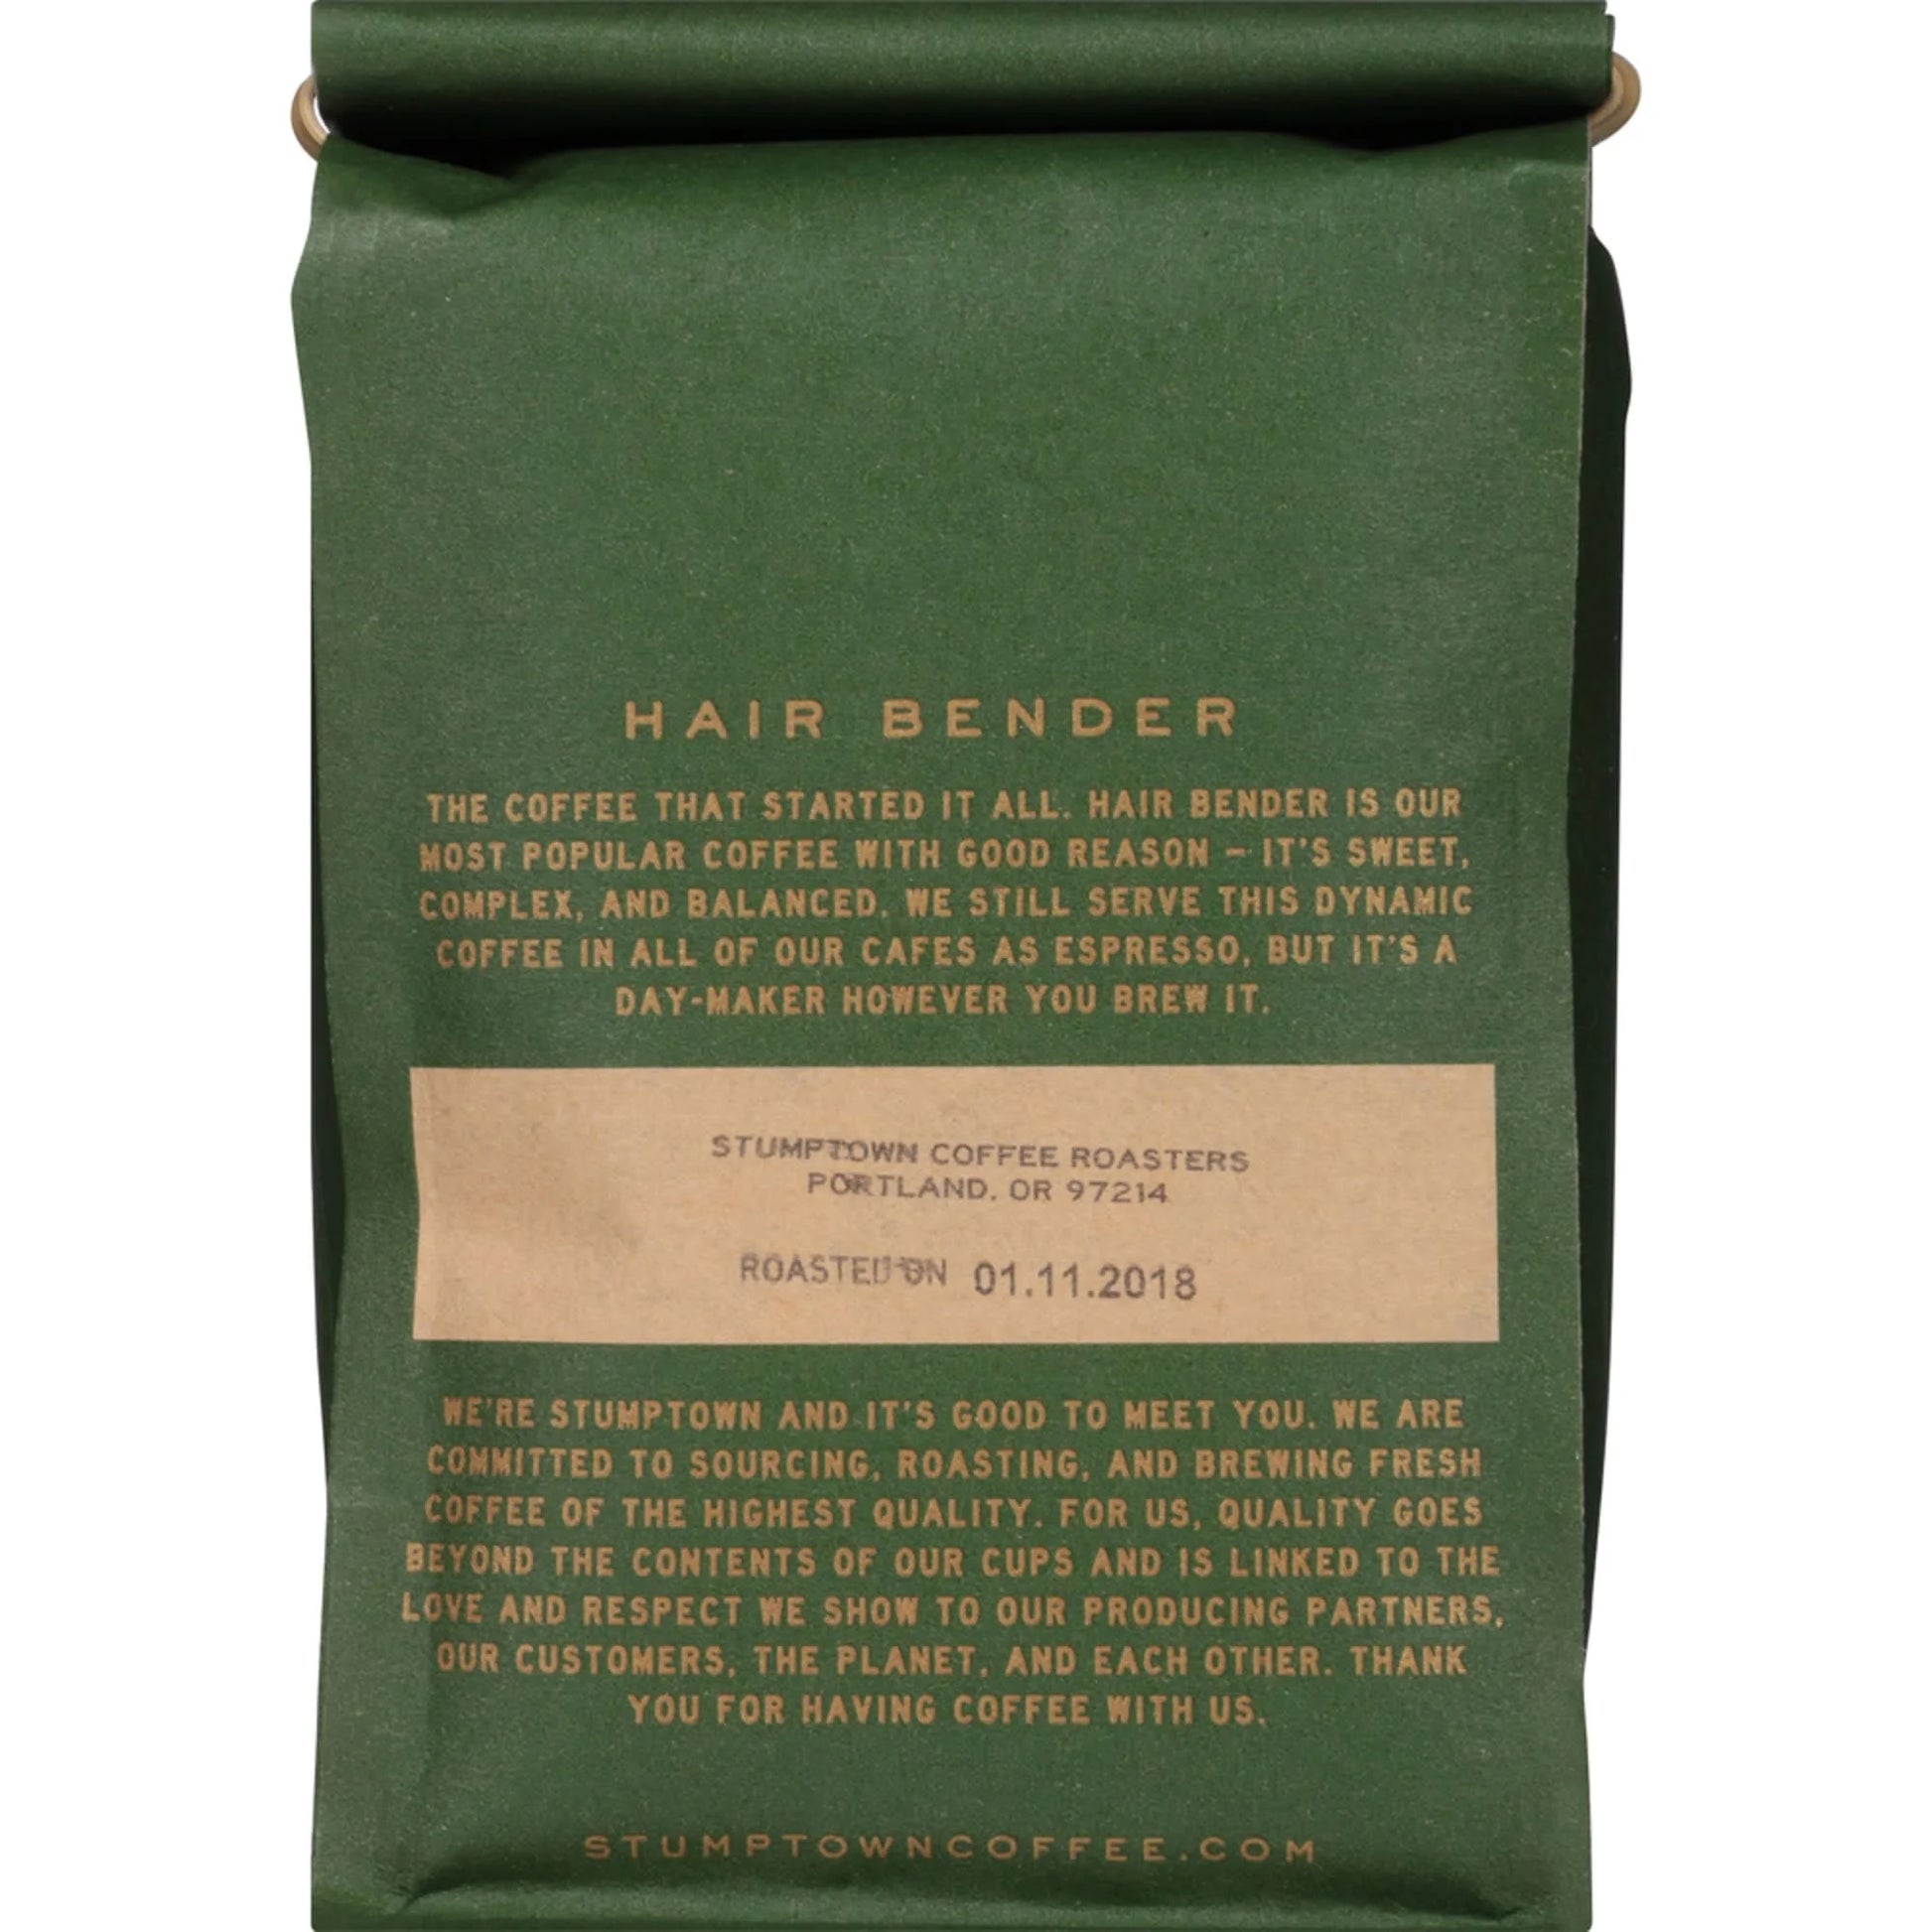 HAIR BENDER
THE COFFEE THAT STARTED IT ALL. HAIR BENDER IS OUR
MOST POPULAR COFFEE WITH GOOD REASON – IT'S SWEET,
COMPLEX, AND BALANCED. WE STILL SERVE THIS DYNAMIC
COFFEE IN ALL OF OUR CAFES AS ESPRESSO, BUT IT'S A
DAY-MAKER HOWEVER YOU BREW IT.
STUMPTOWN COFFEE ROASTERS
PORTLAND, OR 97214
ROASTED ON 01.11.2018
WE'RE STUMPTOWN AND IT'S GOOD TO MEET YOU. WE ARE
COMMITTED TO SOURCING, ROASTING, AND BREWING FRESH
COFFEE OF THE HIGHEST QUALITY. FOR US, QUALITY GOES
BEYOND THE CONTENTS OF OUR CUPS AND IS LINKED TO THE
LOVE AND RESPECT WE SHOW TO OUR PRODUCING PARTNERS,
OUR CUSTOMERS, THE PLANET, AND EACH OTHER. THANK
YOU FOR HAVING COFFEE WITH US.
STUMPTOWNCOFFEE.COM